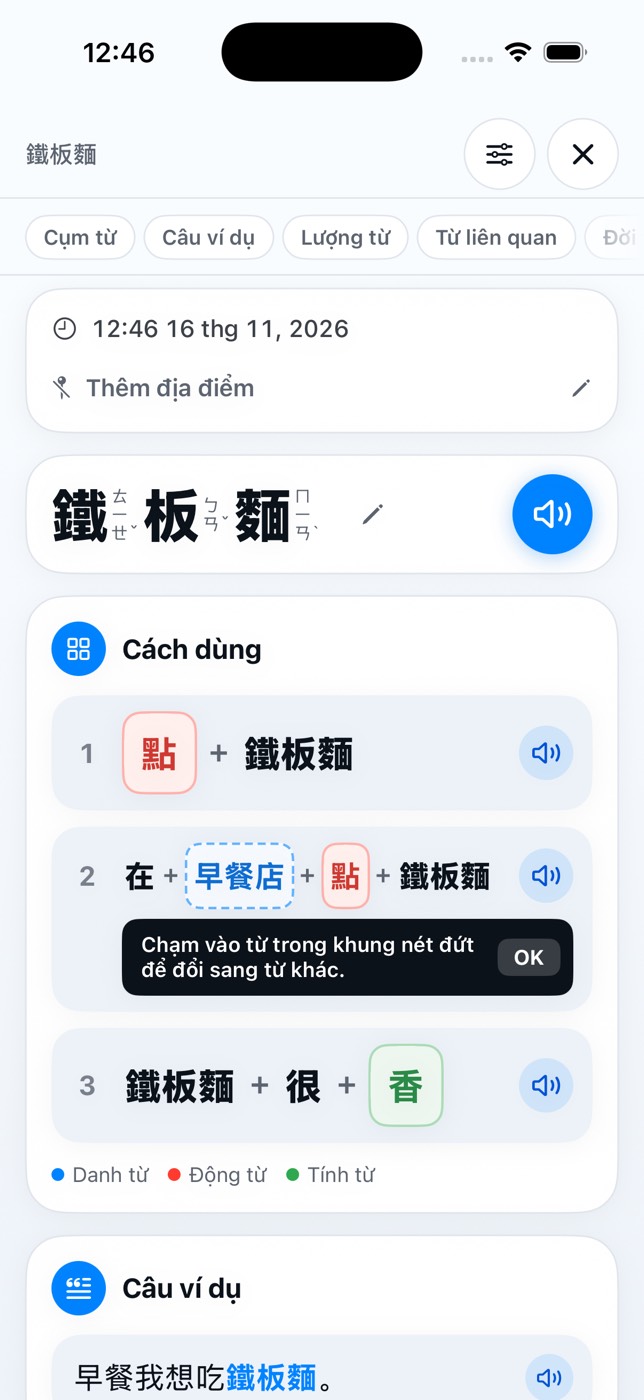 12:46
鐵板麵
Cụm từ
Câu ví dụ
Lượng từ
Từ liên quan
12:46 16 thg 11, 2026
Thêm địa điểm
鐵ㄊㄧㄝˇ板ㄅㄢˇ麵ㄇㄧㄢˋ
Cách dùng
1 點 + 鐵板麵
2 在 + 早餐店 + 點 + 鐵板麵
Chạm vào từ trong khung nét đứt
để đổi sang từ khác.
OK
3 鐵板麵 + 很 + 香
Danh từ Động từ Tính từ
Câu ví dụ
早餐我想吃鐵板麵。